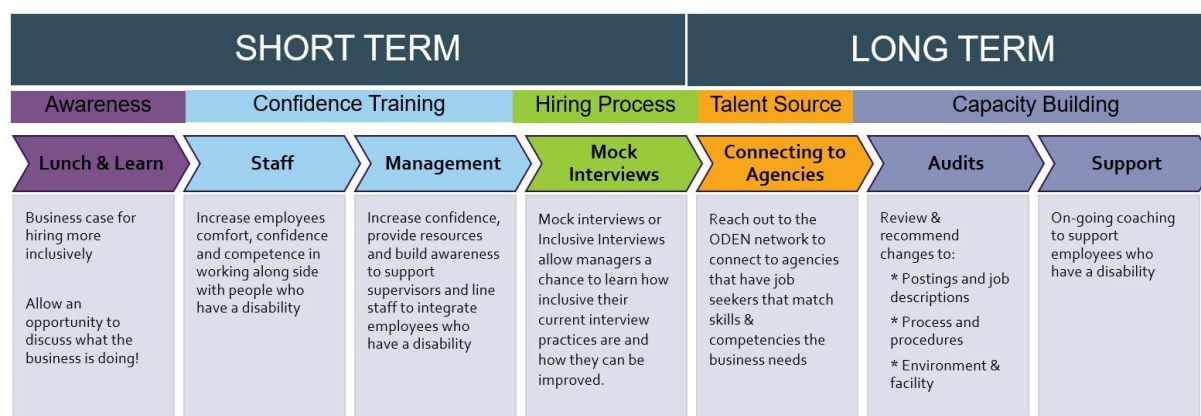 SHORT TERM
LONG TERM
Awareness
Confidence Training
Hiring Process
Talent Source
Capacity Building
Lunch & Learn
Staff
Management
Mock
Interviews
Connecting to
Agencies
Audits
Support
Business case for
hiring more
inclusively
Allow an
opportunity to
discuss what the
business is doing!
Increase employees
comfort, confidence
and competence in
working along side
with people who
have a disability
Increase confidence,
provide resources
and build awareness
to support
supervisors and line
staff to integrate
employees who
have a disability
Mock interviews or
Inclusive Interviews
allow managers a
chance to learn how
inclusive their
current interview
practices are and
how they can be
improved.
Reach out to the
ODEN network to
connect to agencies
that have job
seekers that match
skills &
competencies the
business needs
Review &
recommend
changes to:
* Postings and job
descriptions
* Process and
procedures
* Environment &
facility
On-going coaching
to support
employees who
have a disability